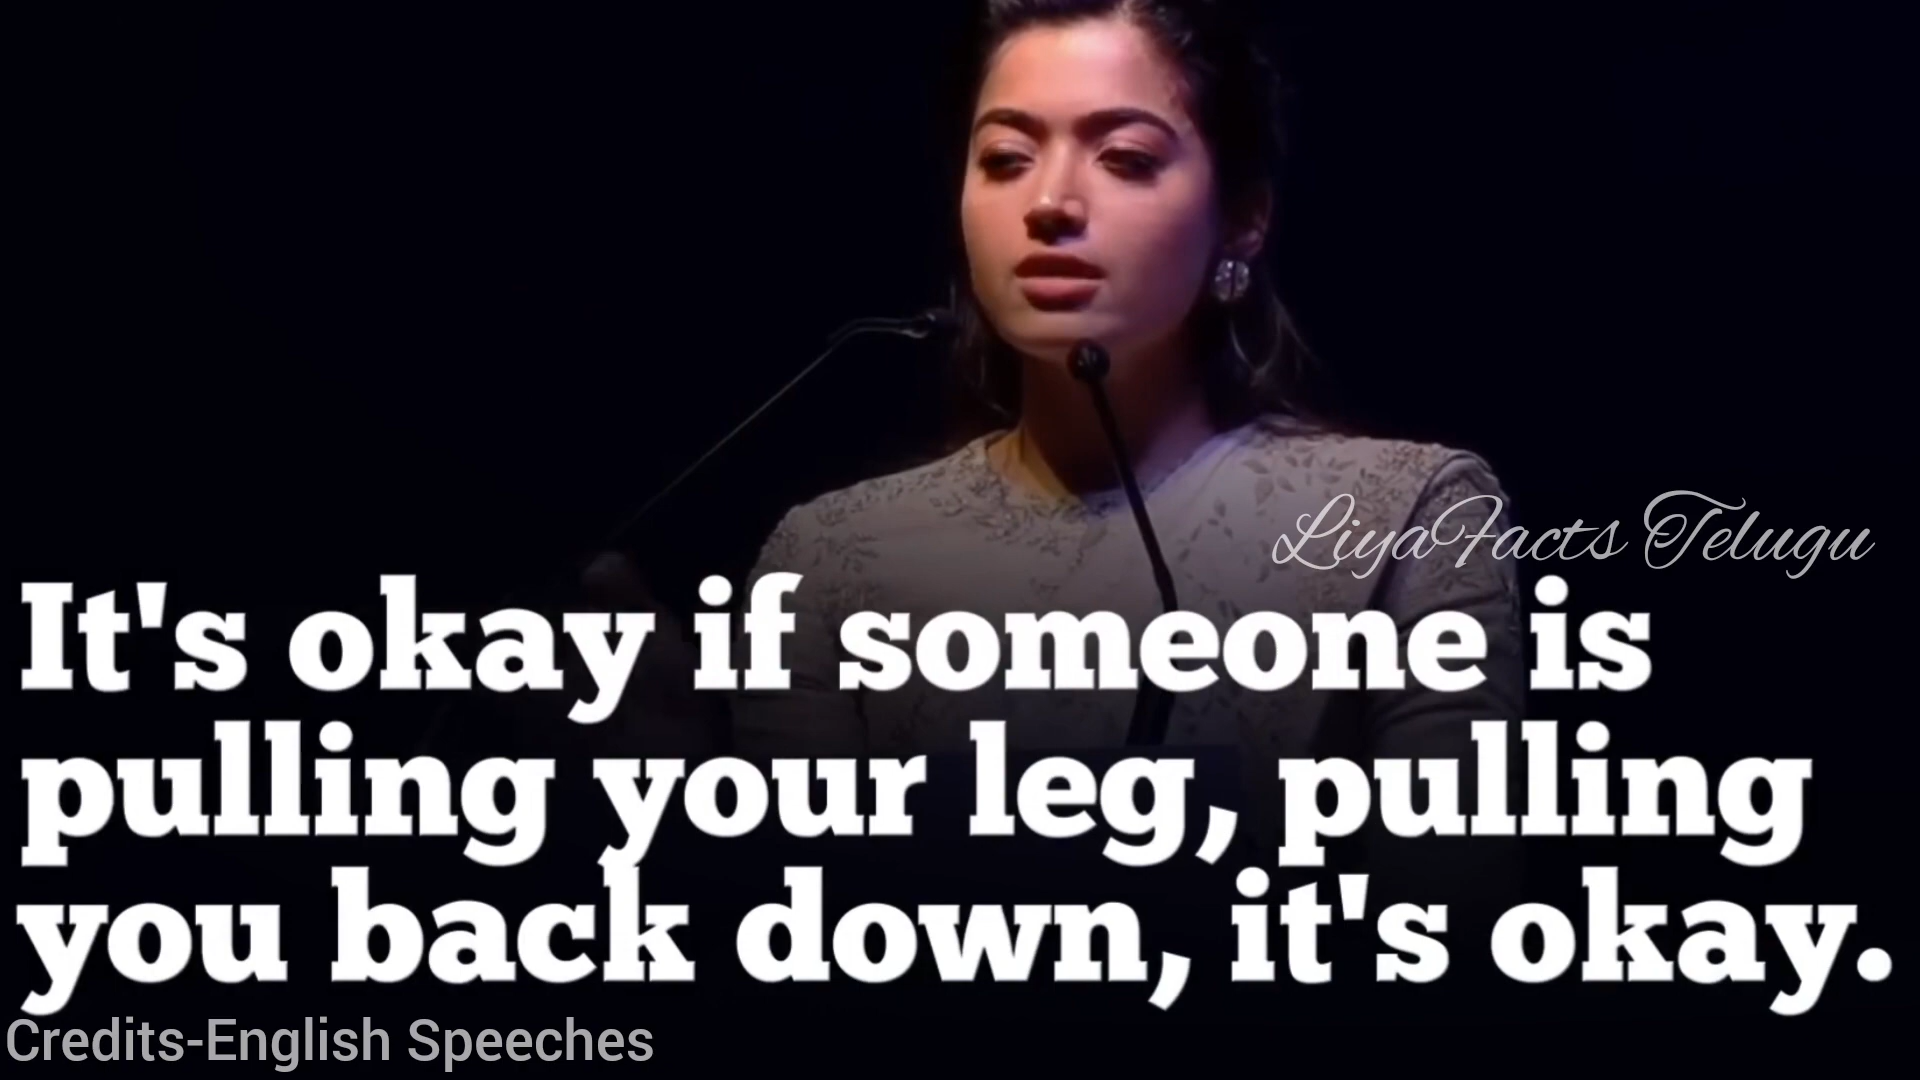 LiyaFacts Telugu
It's okay if someone is
pulling your leg, pulling
you back down, it's okay.
Credits-English Speeches